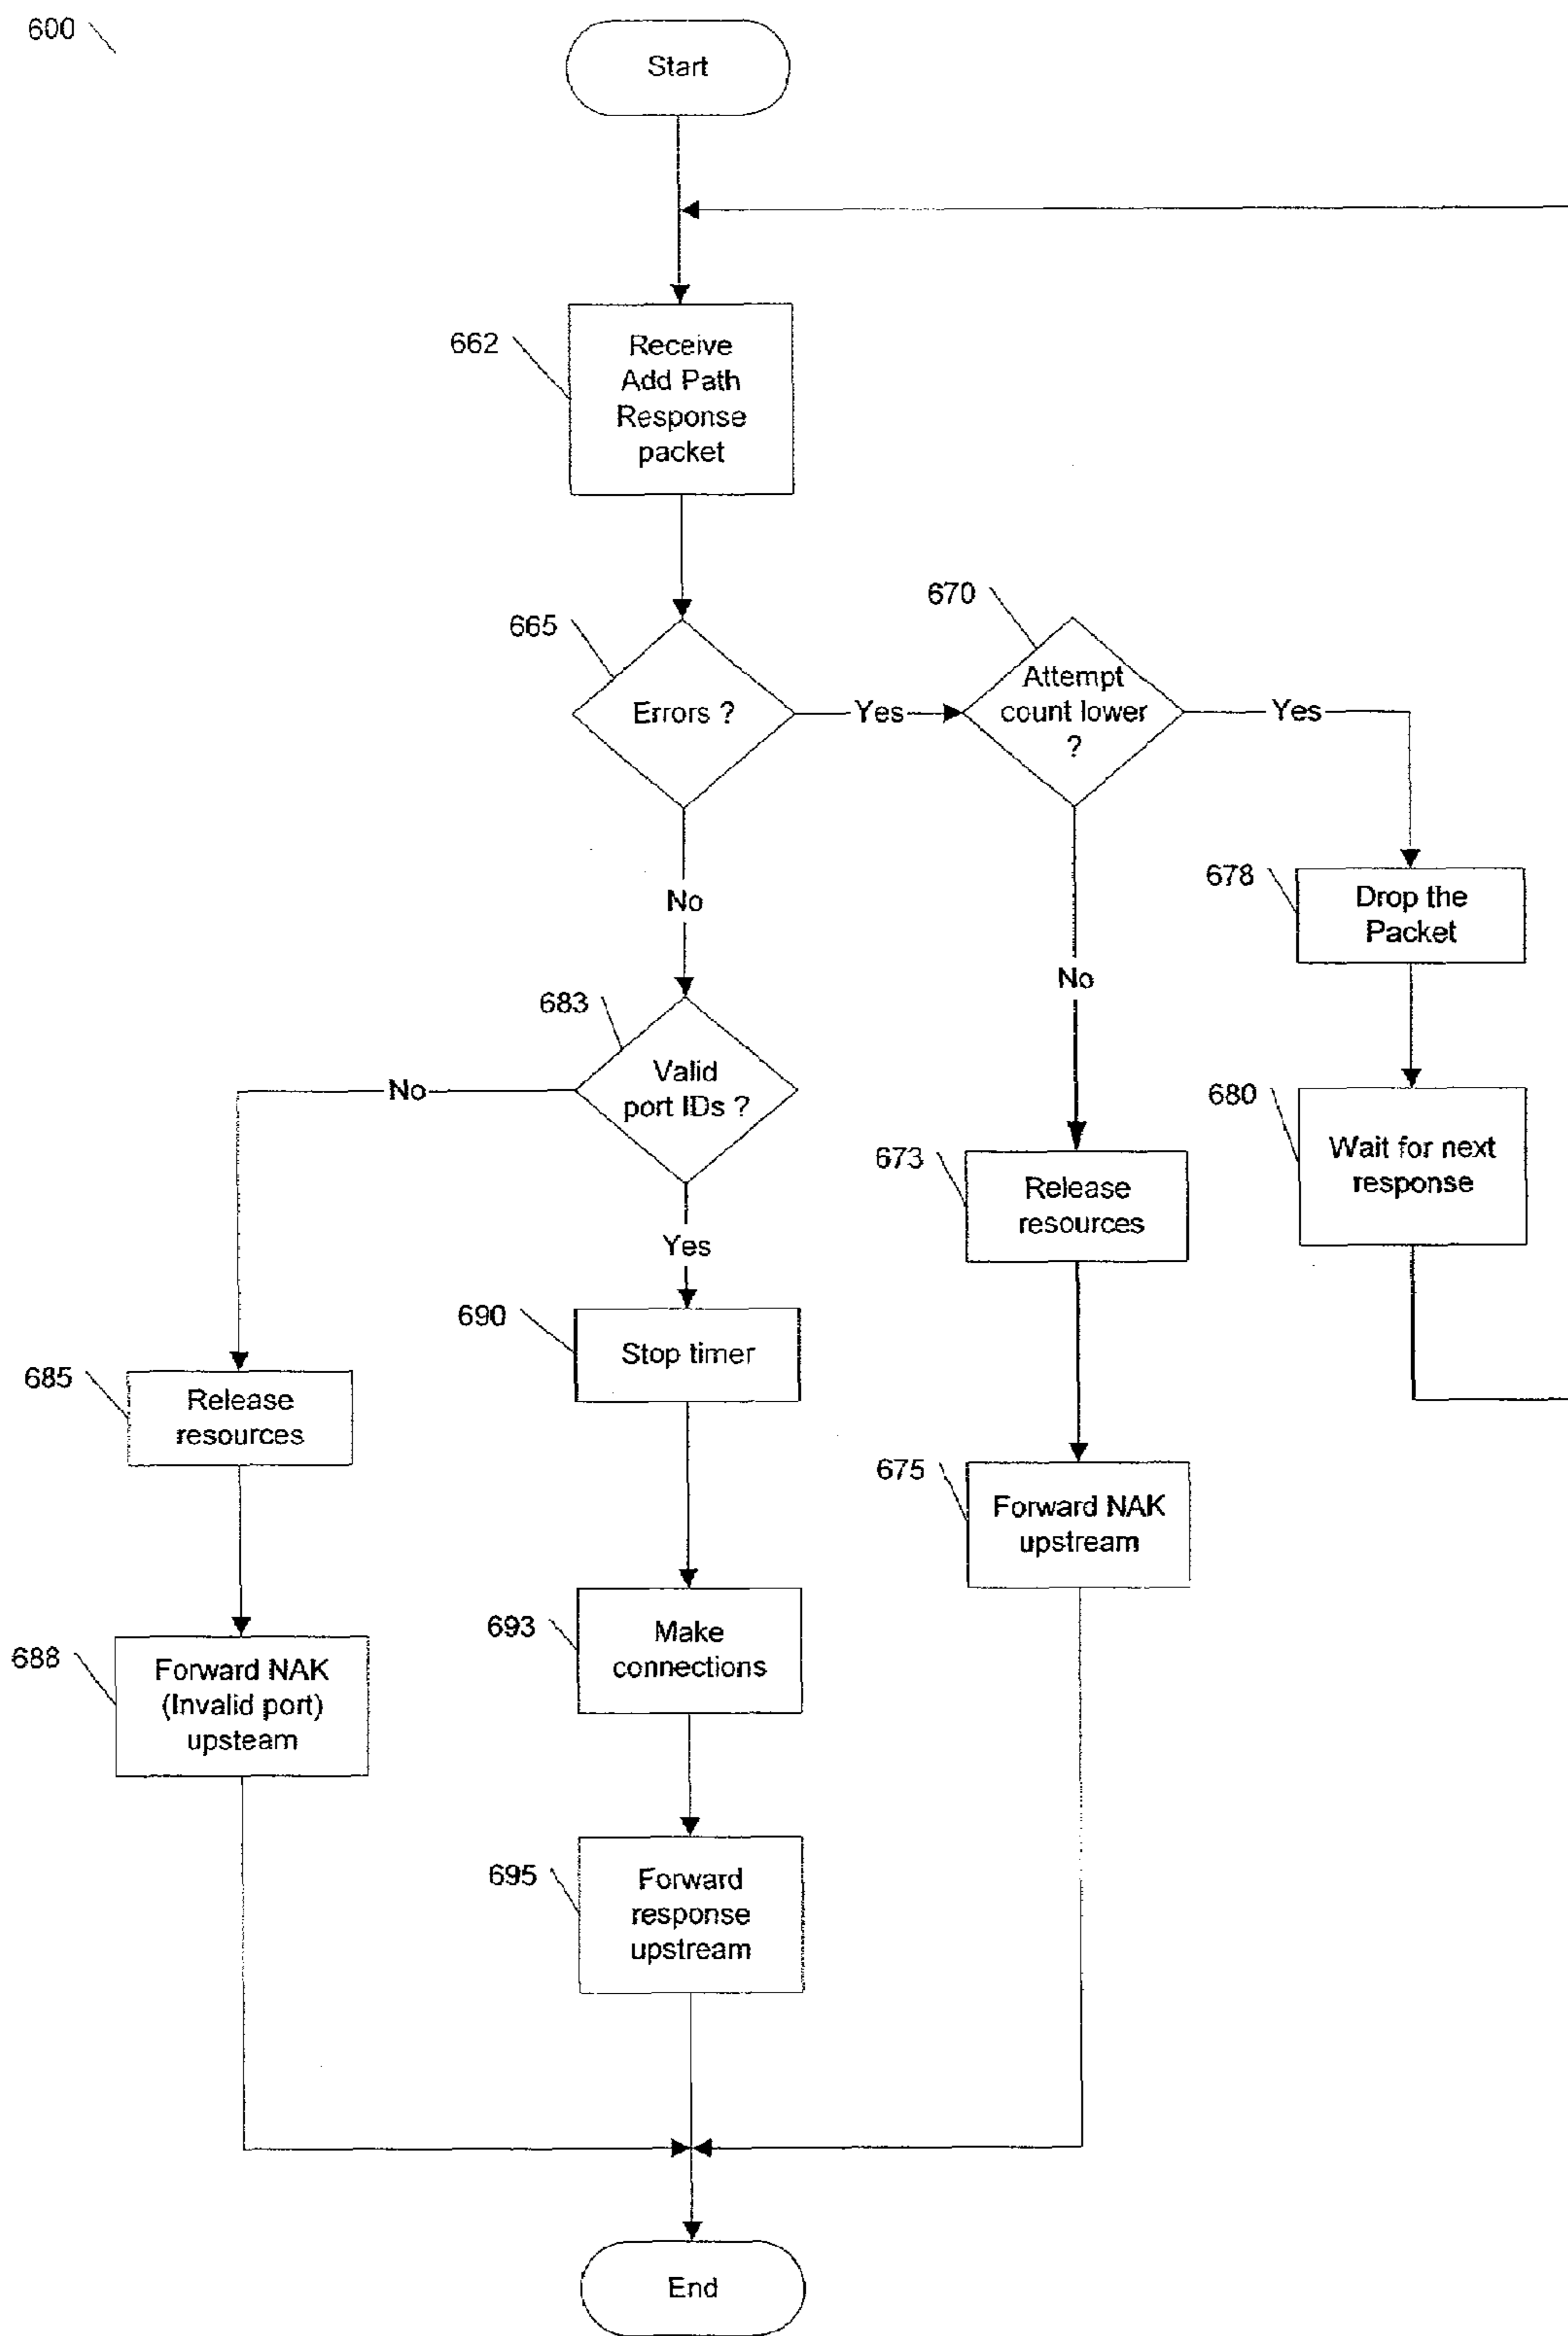 600
Start
662
Receive
Add Path
Response
packet
665
Errors ?
Yes
670
Attempt
count lower
?
Yes
No
678
Drop the
Packet
No
683
Valid
port IDs ?
No
680
Wait for next
response
673
Release
resources
Yes
690
Stop timer
685
Release
resources
675
Forward NAK
upstream
693
Make
connections
688
Forward NAK
(Invalid port)
upsteam
695
Forward
response
upstream
End